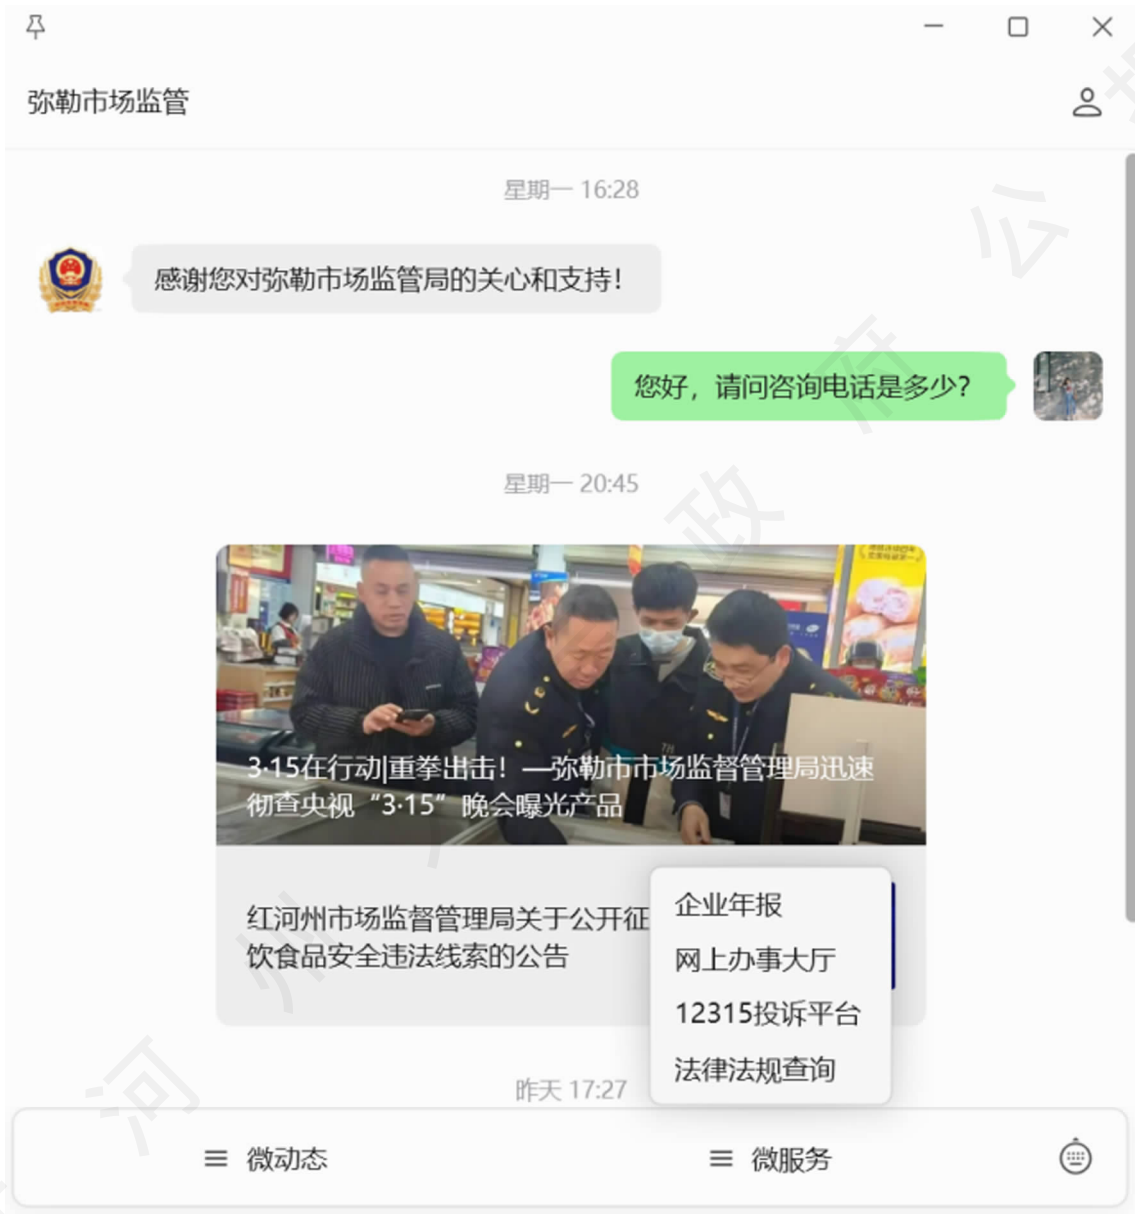 弥勒市场监管
星期一 16:28
感谢您对弥勒市场监管局的关心和支持！
您好，请问咨询电话是多少？
星期一 20:45
3·15在行动|重拳出击！—弥勒市市场监督管理局迅速
彻查央视“3·15”晚会曝光产品
红河州市场监督管理局关于公开征
饮食品安全违法线索的公告
企业年报
网上办事大厅
12315投诉平台
法律法规查询
昨天 17:27
微动态
微服务
河 州 人 政 府 公